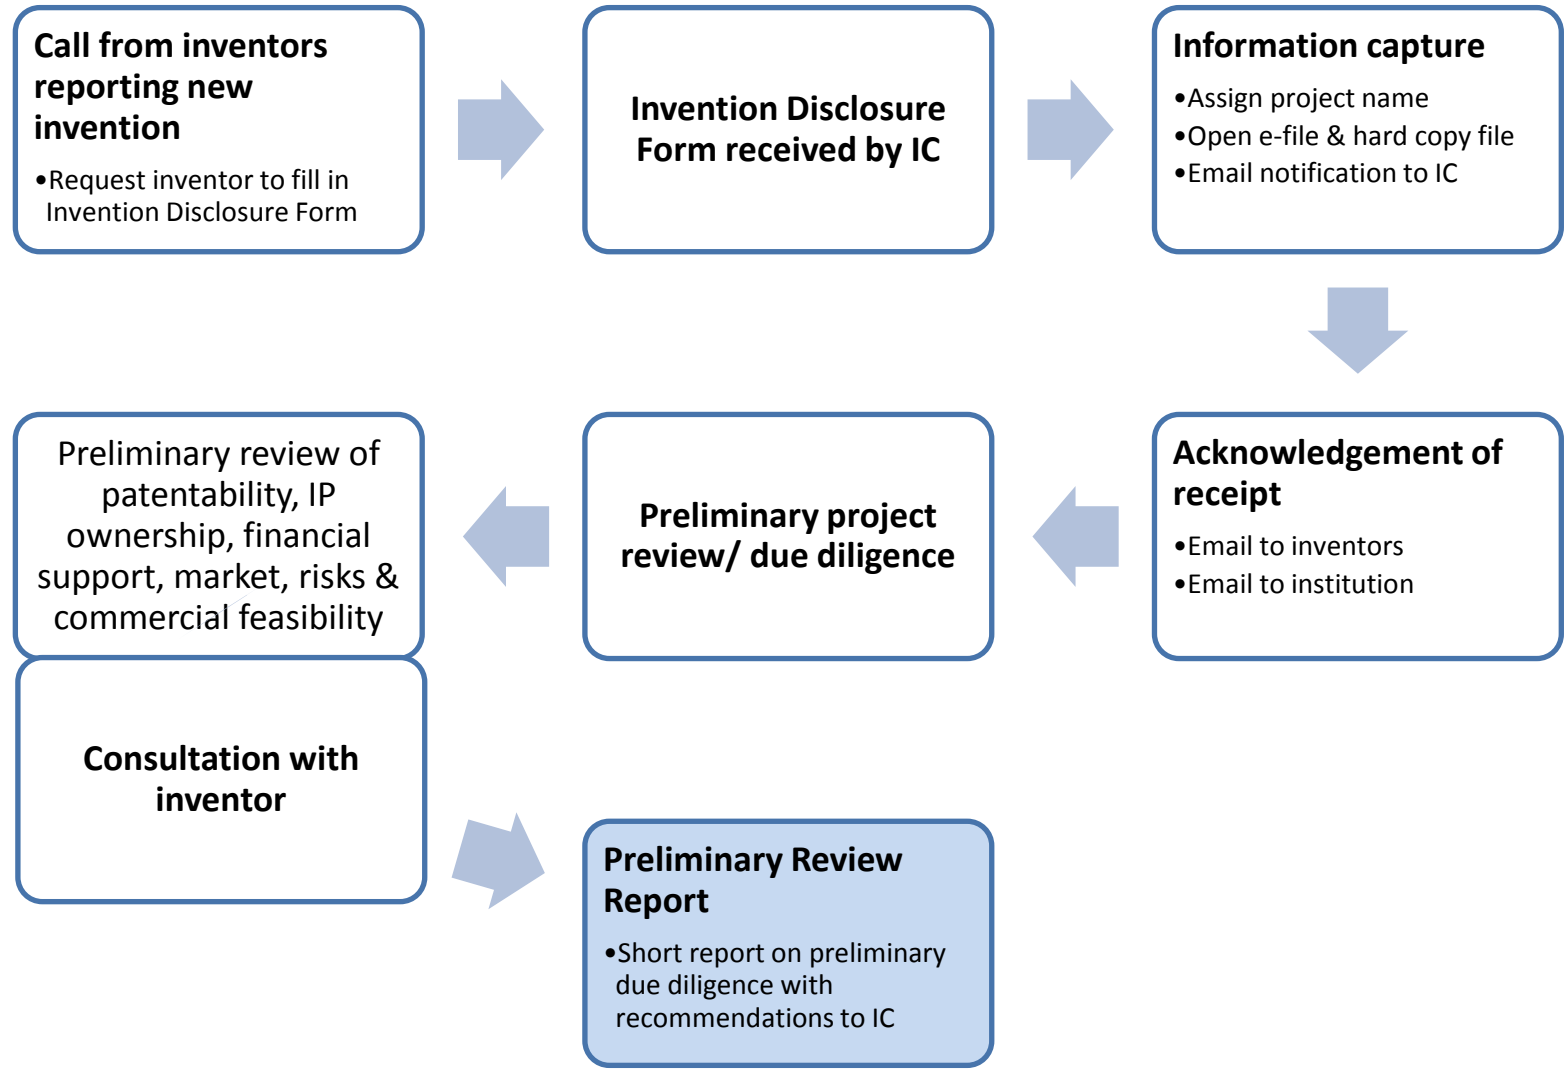 Call from inventors
reporting new
invention
•Request inventor to fill in
Invention Disclosure Form
Invention Disclosure
Form received by IC
Information capture
•Assign project name
•Open e-file & hard copy file
•Email notification to IC
Acknowledgement of
receipt
•Email to inventors
•Email to institution
Preliminary project
review/ due diligence
Preliminary review of
patentability, IP
ownership, financial
support, market, risks &
commercial feasibility
Consultation with
inventor
Preliminary Review
Report
•Short report on preliminary
due diligence with
recommendations to IC